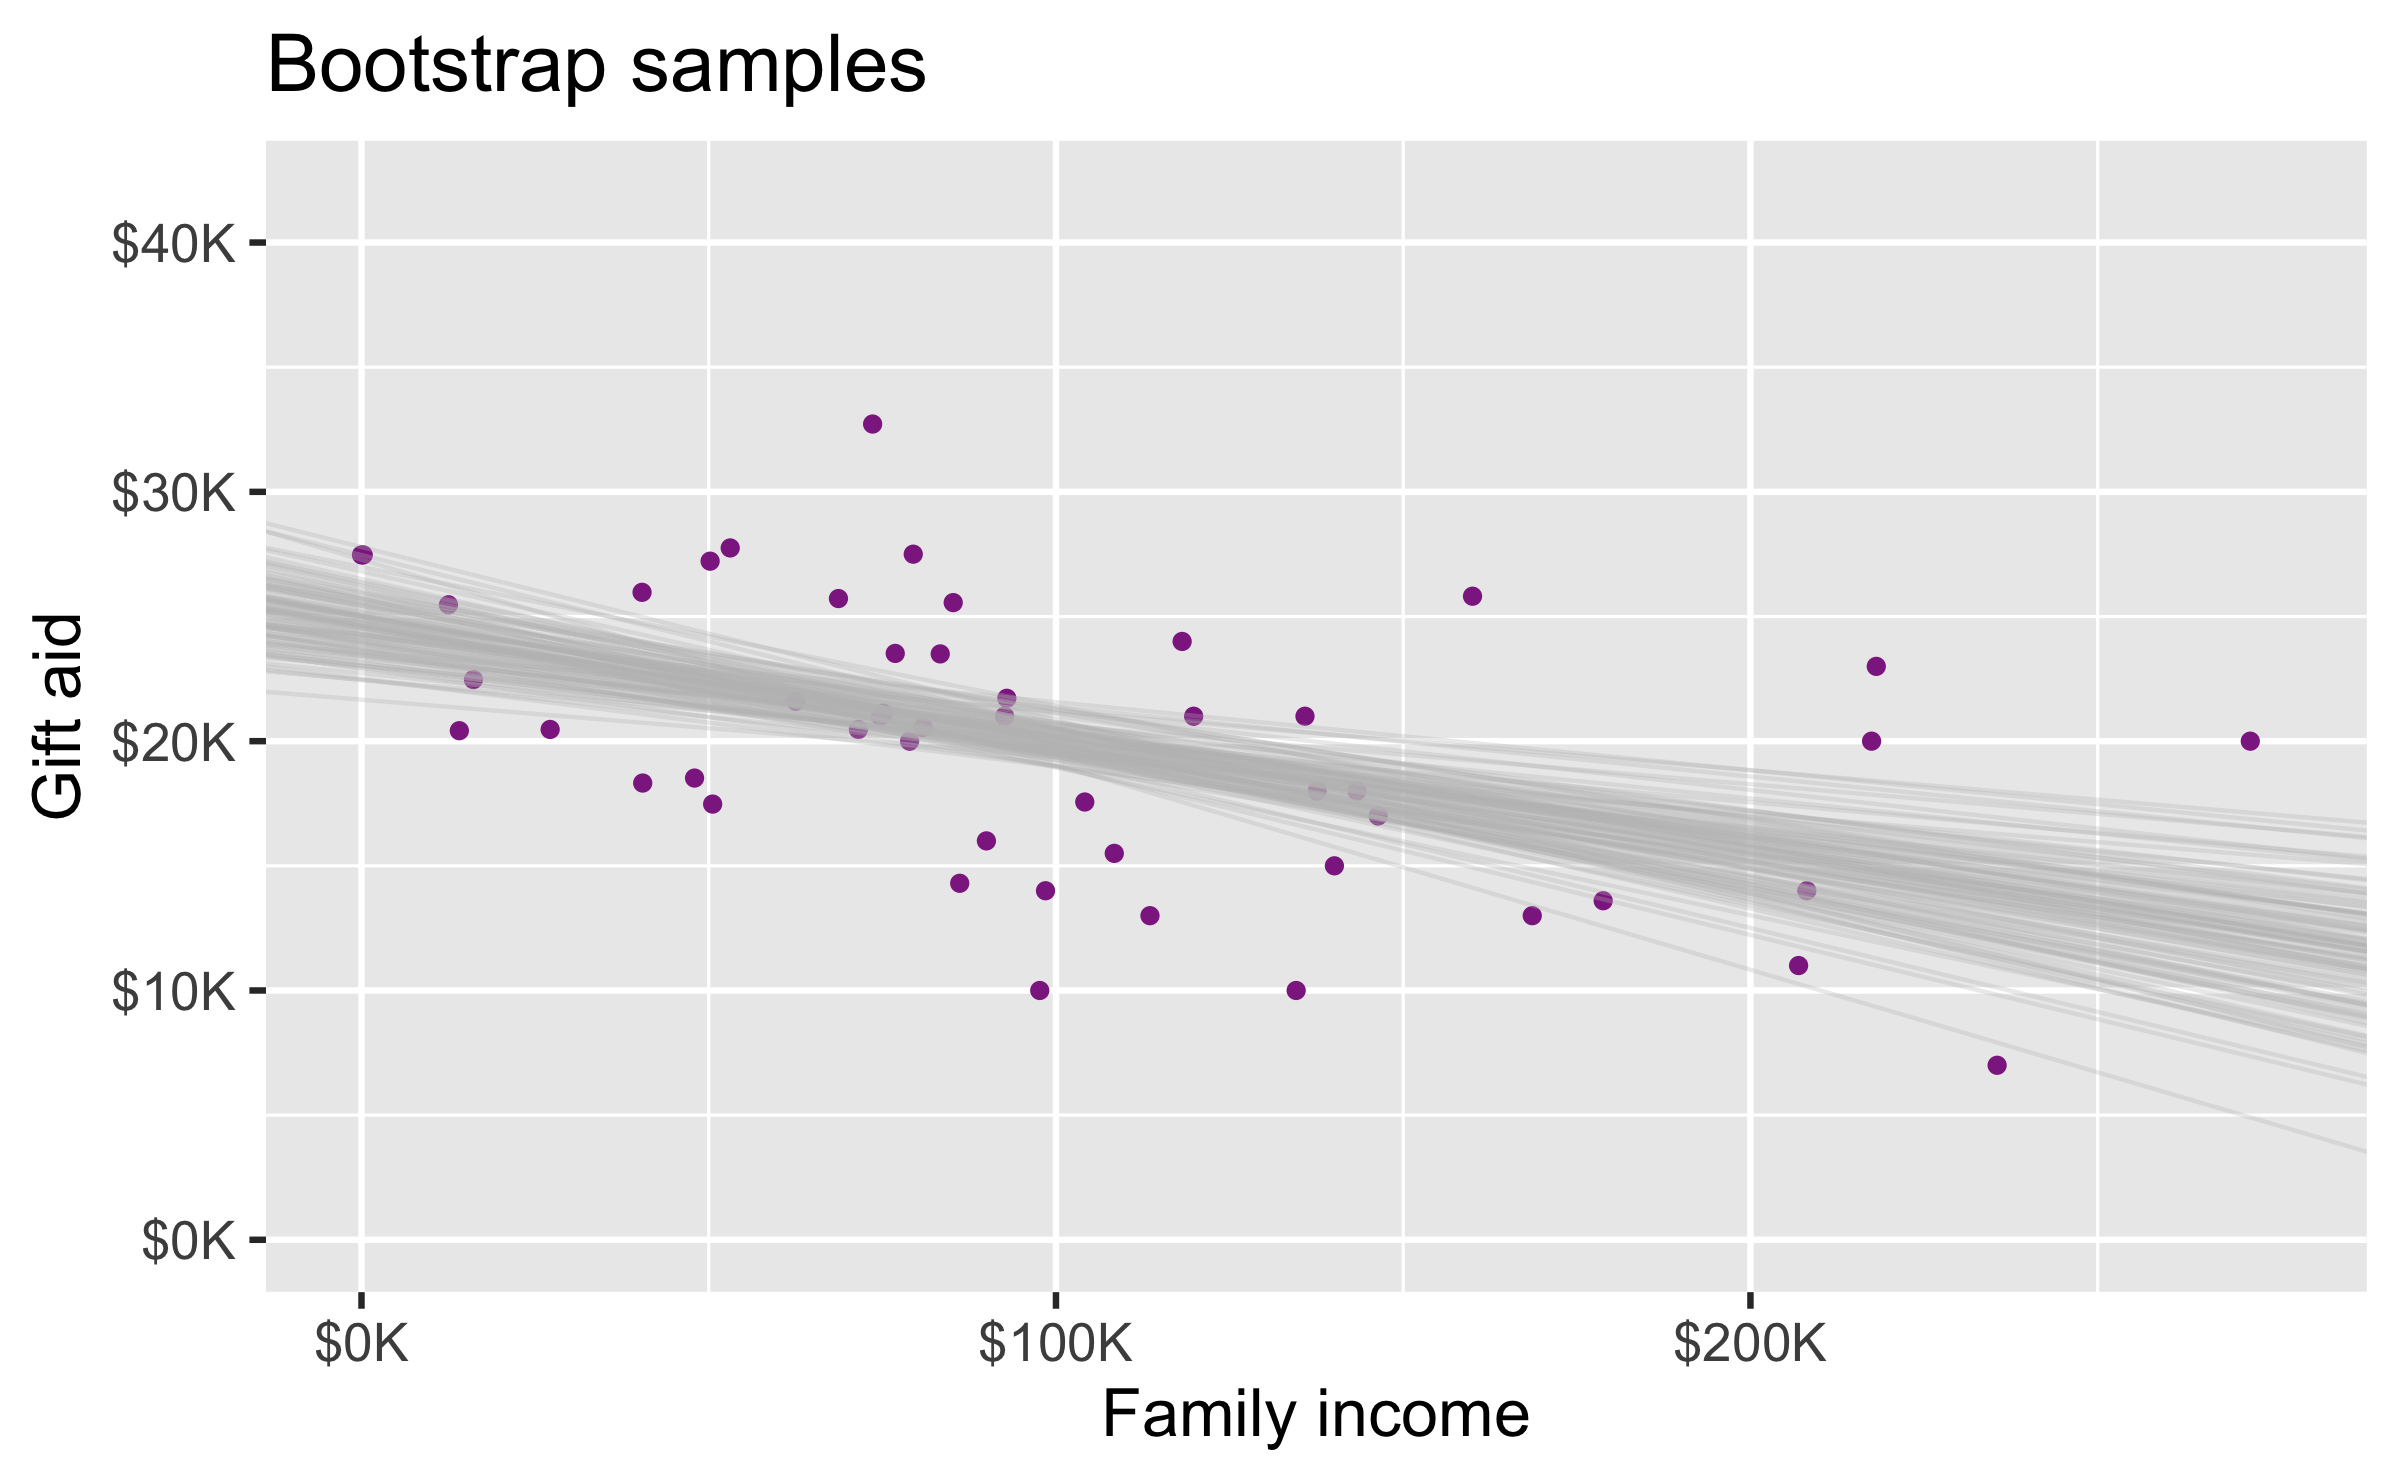 Bootstrap samples
$40K
$30K
$20K
$10K
$0K
Gift aid
$0K
$100K
$200K
Family income